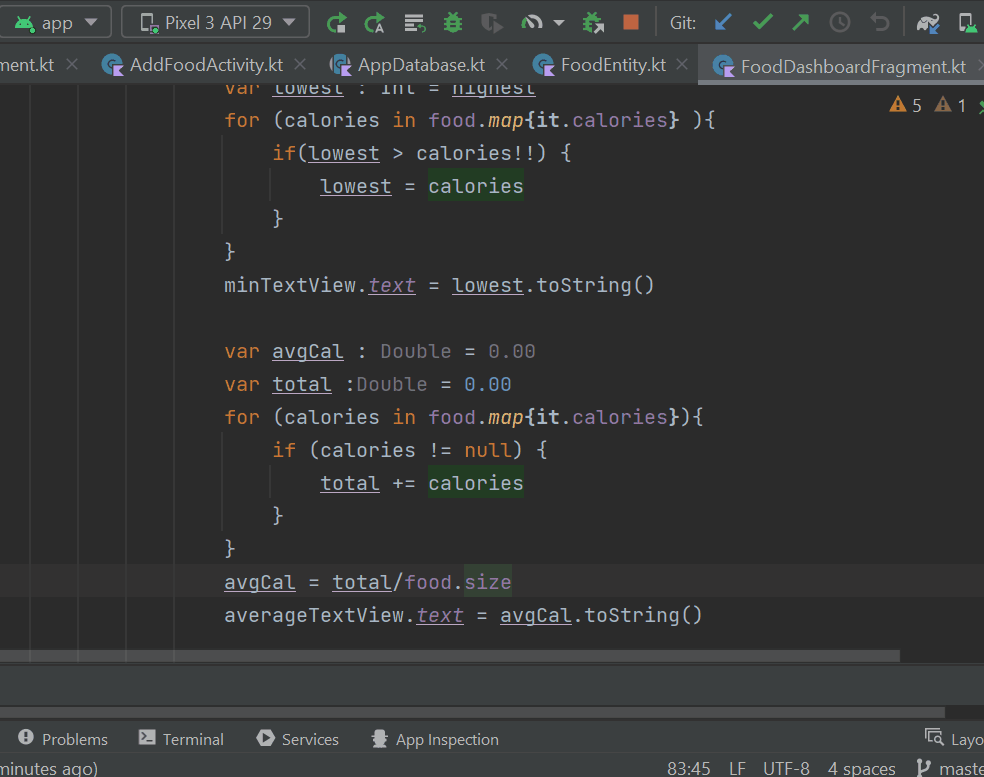 app Pixel 3 API 29 Git:
ment.kt AddFoodActivity.kt AppDatabase.kt FoodEntity.kt FoodDashboardFragment.kt
var lowest : Int = highest
5 1
for (calories in food.map{it.calories} ){
if(lowest > calories!!) {
lowest = calories
}
}
minTextView.text = lowest.toString()
var avgCal : Double = 0.00
var total :Double = 0.00
for (calories in food.map{it.calories}){
if (calories != null) {
total += calories
}
}
avgCal = total/food.size
averageTextView.text = avgCal.toString()
Problems Terminal Services App Inspection Layo
minutes ago) 83:45 LF UTF-8 4 spaces maste